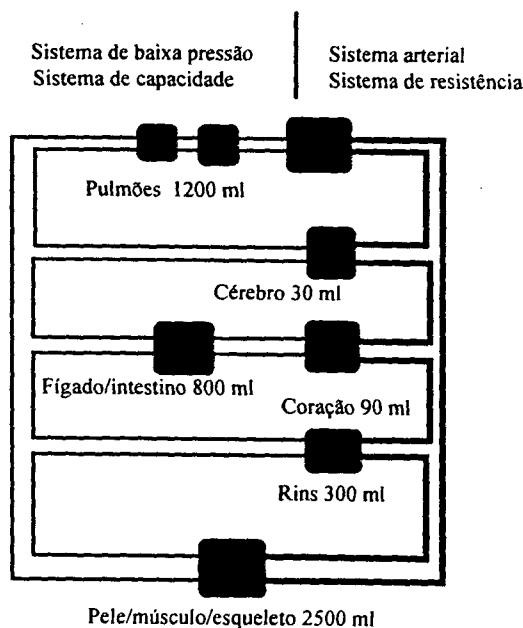 Sistema de baixa pressão
Sistema de capacidade
Sistema arterial
Sistema de resistência
Pulmões 1200 ml
Cérebro 30 ml
Fígado/intestino 800 ml
Coração 90 ml
Rins 300 ml
Pele/músculo/esqueleto 2500 ml